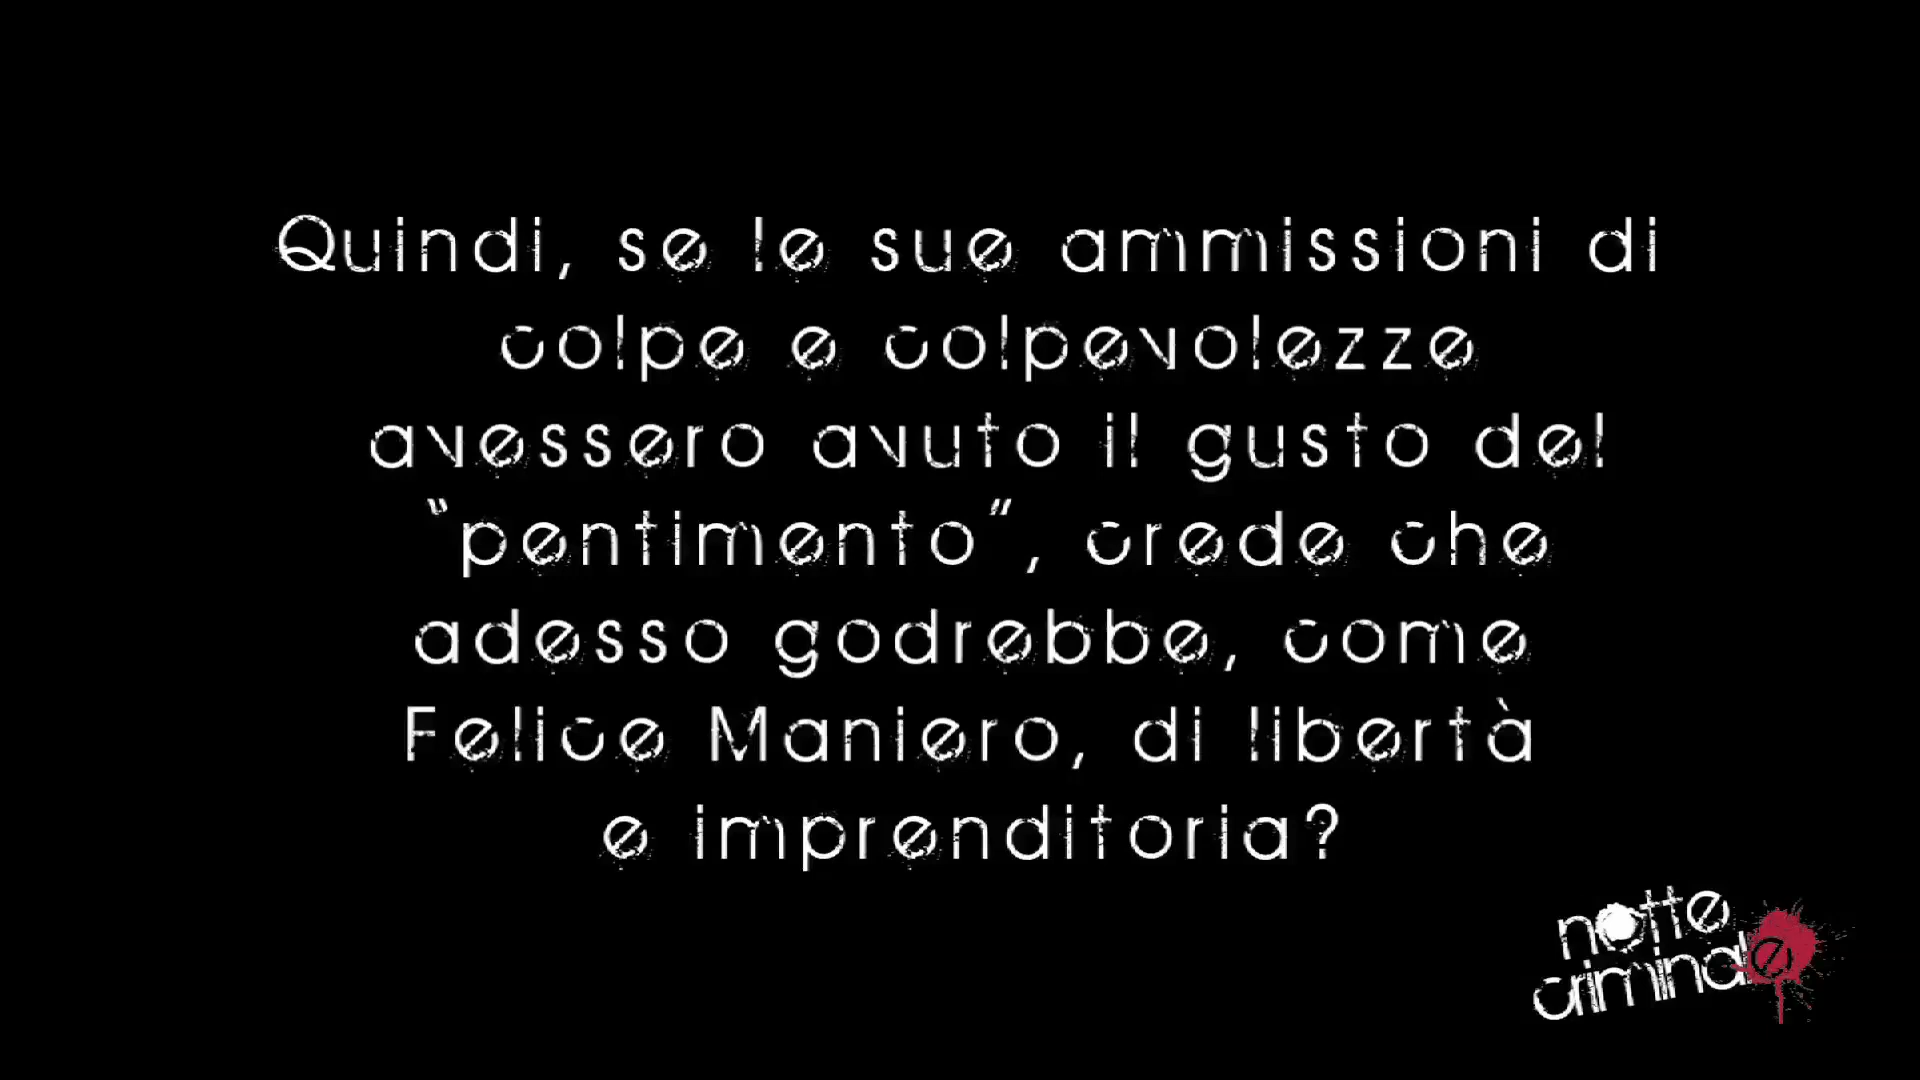 Quindi, se le sue ammissioni di
colpe e colpevolezze
avessero avuto il gusto del
“pentimento”, crede che
adesso godrebbe, come
Felice Maniero, di libertà
e imprenditoria?
notte
criminale